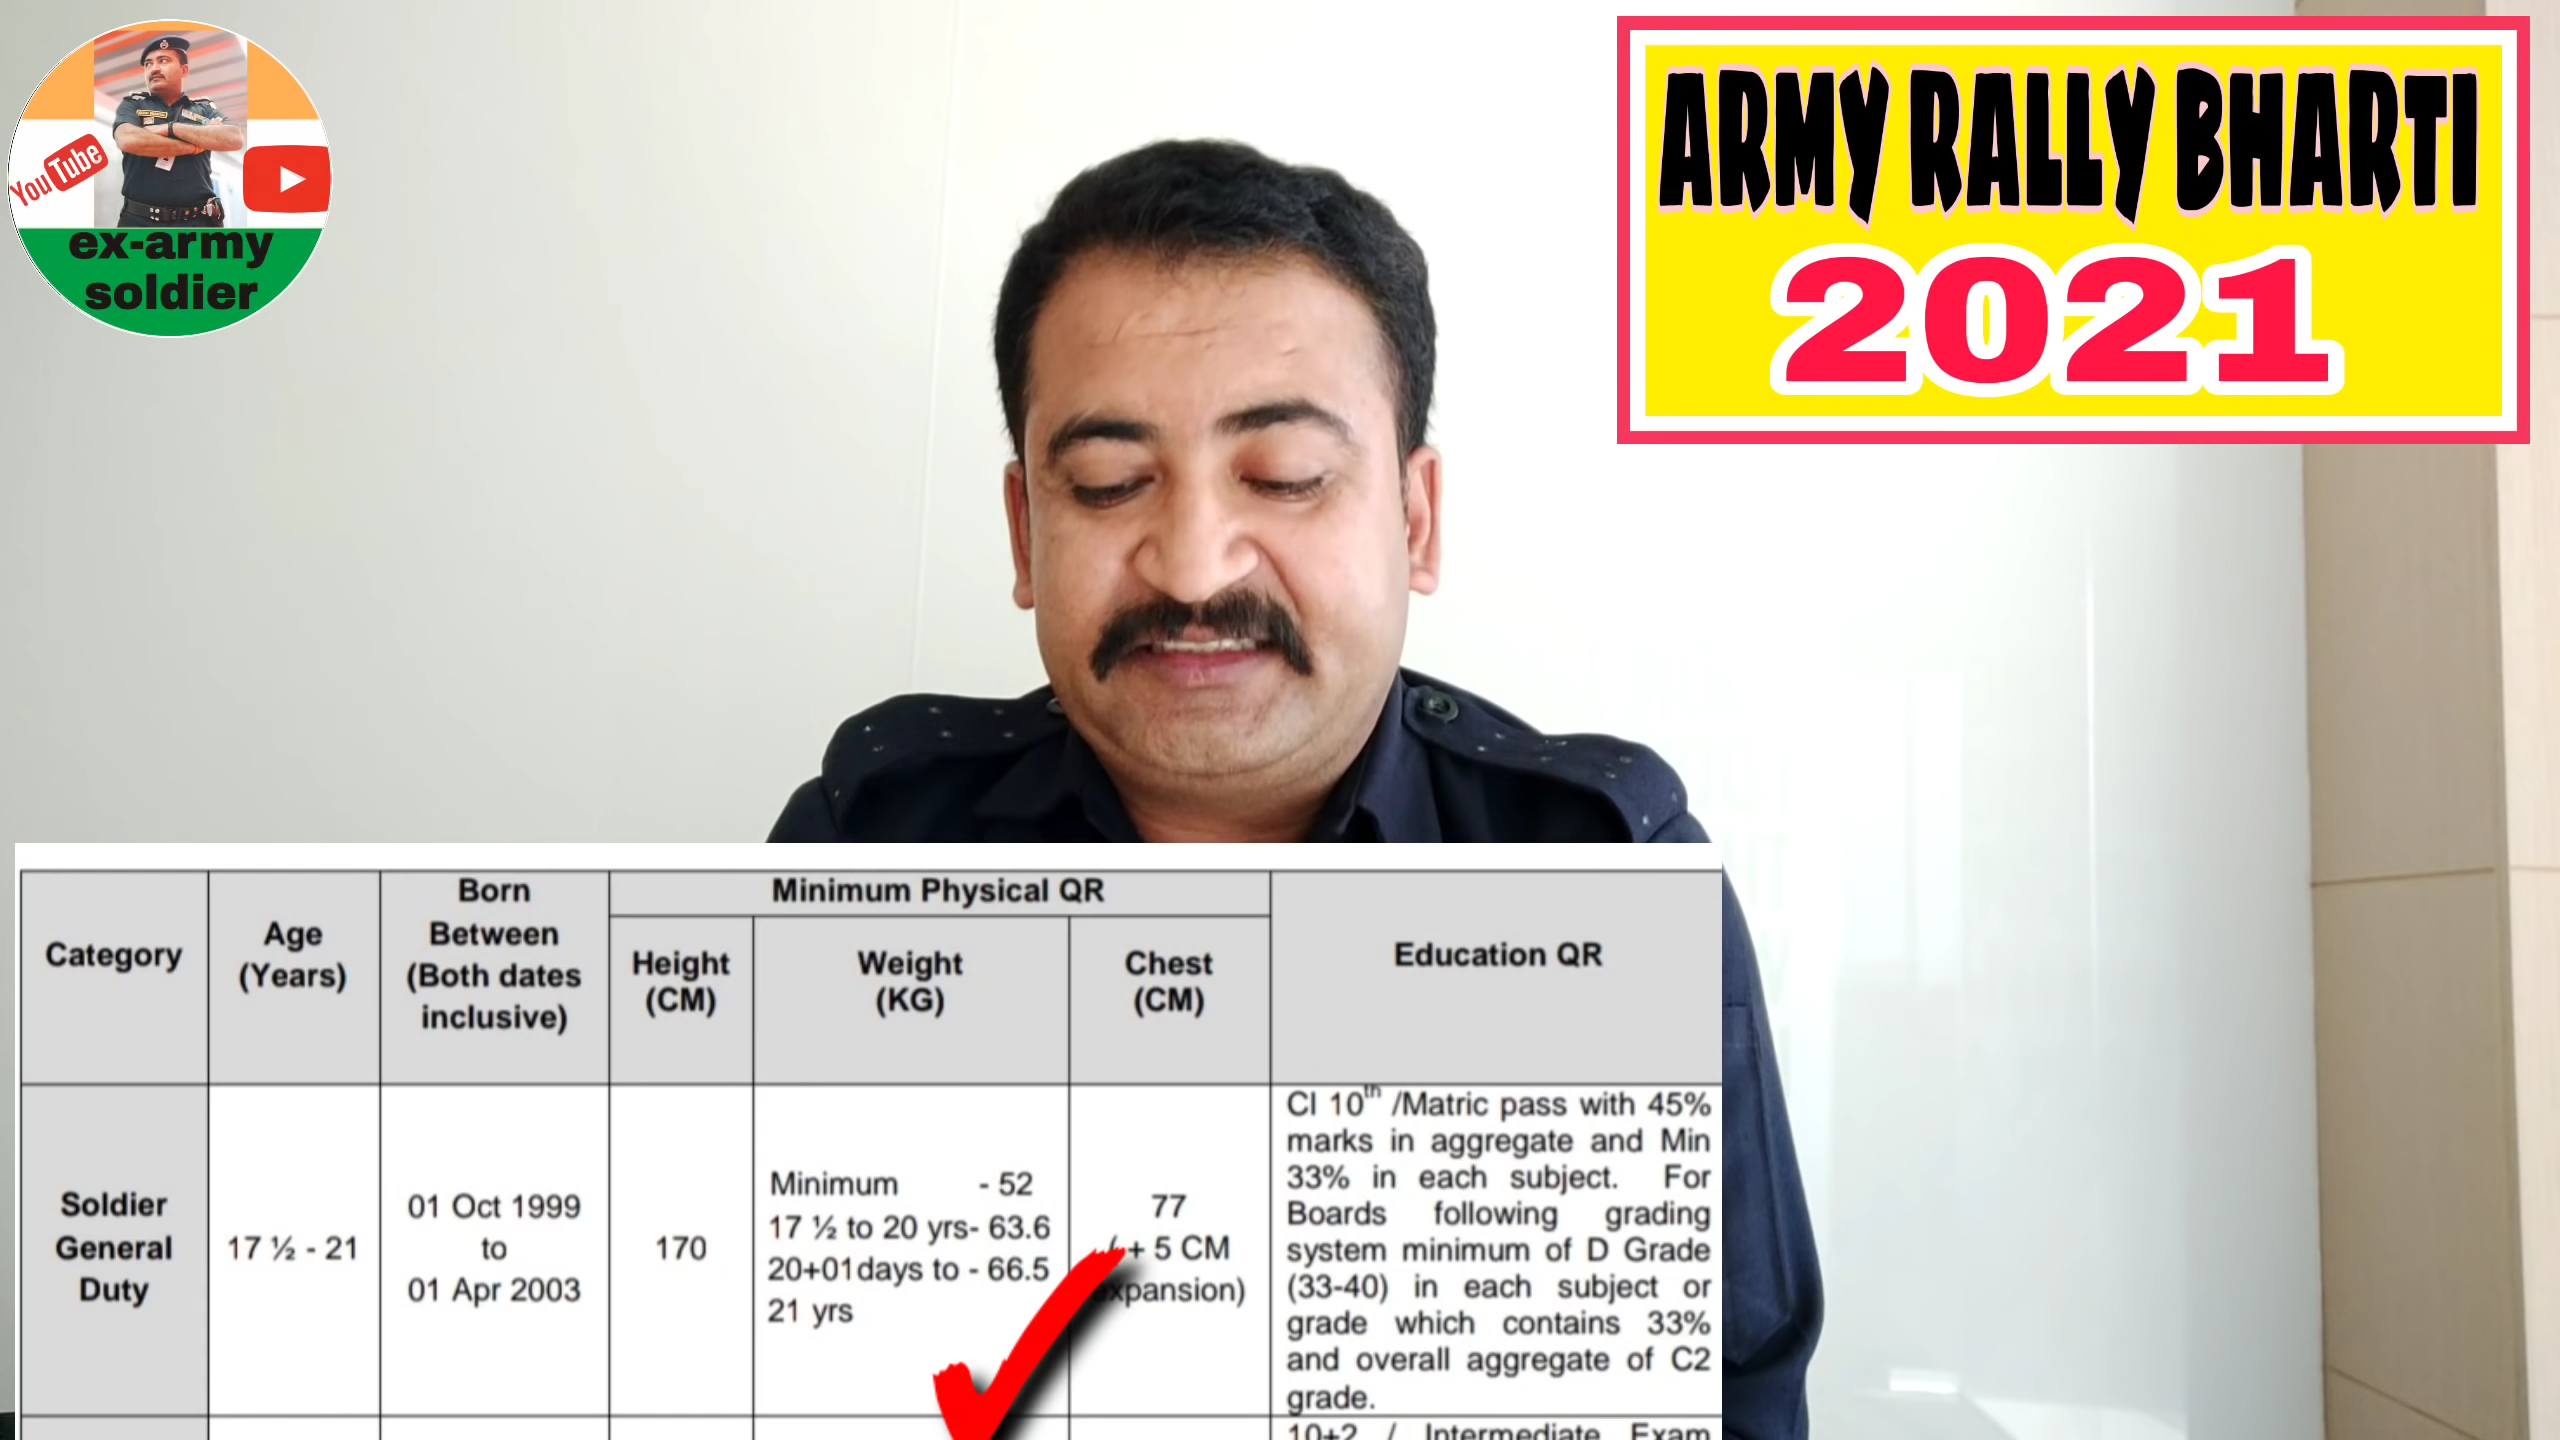 YouTube
ex-army
soldier
ARMY RALLY BHARTI
2021
Category
Age
(Years)
Born
Between
(Both dates
inclusive)
Minimum Physical QR
Height
(CM)
Weight
(KG)
Chest
(CM)
Education QR
Soldier
General
Duty
17 ½ - 21
01 Oct 1999
to
01 Apr 2003
170
Minimum - 52
17 ½ to 20 yrs- 63.6
20+01days to - 66.5
21 yrs
77
( + 5 CM
expansion)
Cl 10th /Matric pass with 45%
marks in aggregate and Min
33% in each subject. For
Boards following grading
system minimum of D Grade
(33-40) in each subject or
grade which contains 33%
and overall aggregate of C2
grade.
10+2 / Intermediate Exam